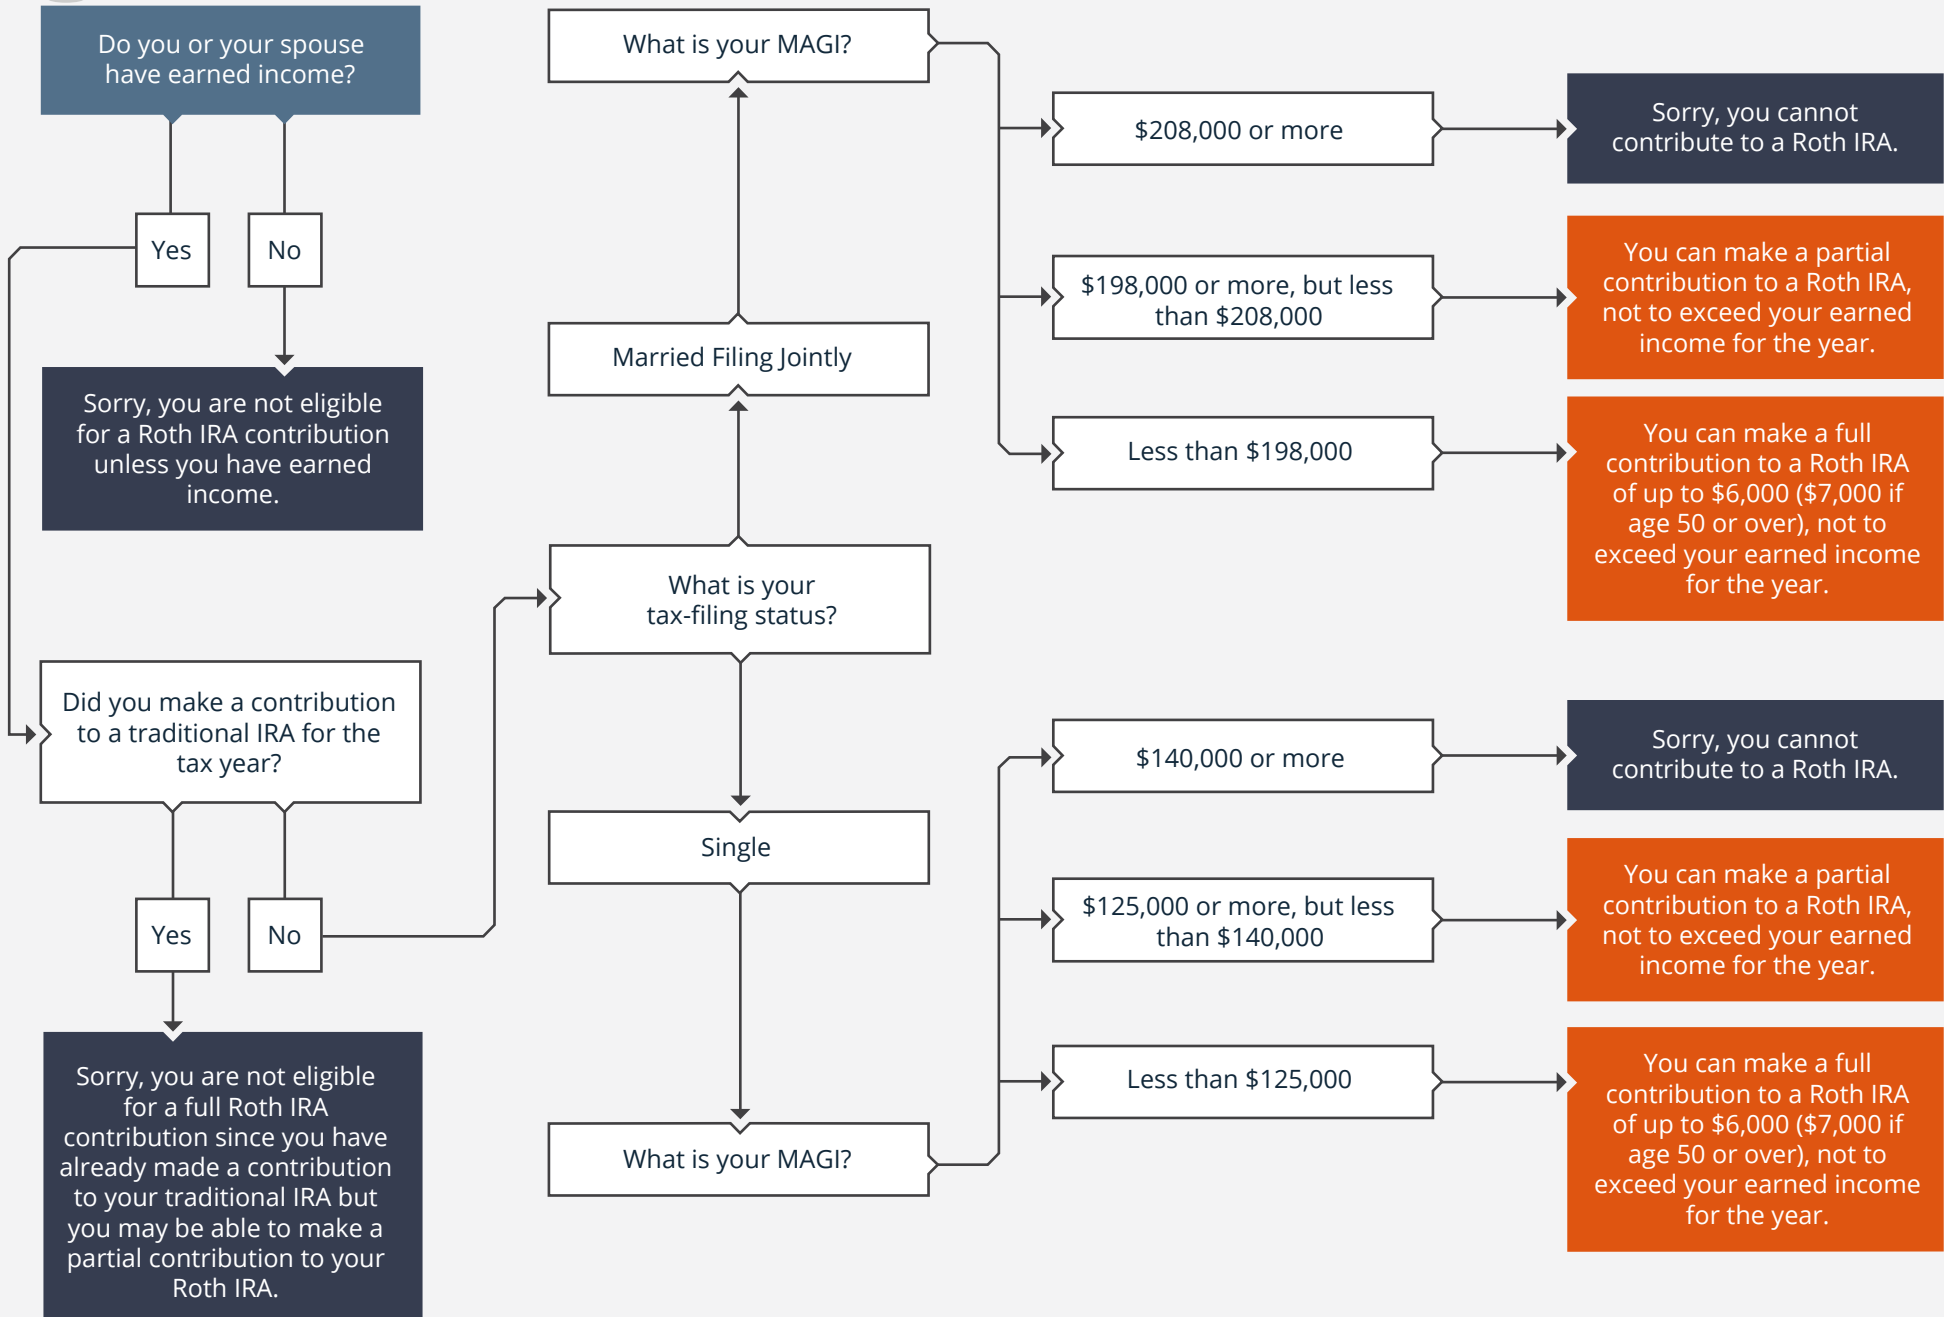 Do you or your spouse
have earned income?
Yes
No
Sorry, you are not eligible
for a Roth IRA contribution
unless you have earned
income.
Did you make a contribution
to a traditional IRA for the
tax year?
Yes
No
Sorry, you are not eligible
for a full Roth IRA
contribution since you have
already made a contribution
to your traditional IRA but
you may be able to make a
partial contribution to your
Roth IRA.
What is your MAGI?
Married Filing Jointly
What is your
tax-filing status?
Single
What is your MAGI?
$208,000 or more
$198,000 or more, but less
than $208,000
Less than $198,000
$140,000 or more
$125,000 or more, but less
than $140,000
Less than $125,000
Sorry, you cannot
contribute to a Roth IRA.
You can make a partial
contribution to a Roth IRA,
not to exceed your earned
income for the year.
You can make a full
contribution to a Roth IRA
of up to $6,000 ($7,000 if
age 50 or over), not to
exceed your earned income
for the year.
Sorry, you cannot
contribute to a Roth IRA.
You can make a partial
contribution to a Roth IRA,
not to exceed your earned
income for the year.
You can make a full
contribution to a Roth IRA
of up to $6,000 ($7,000 if
age 50 or over), not to
exceed your earned income
for the year.